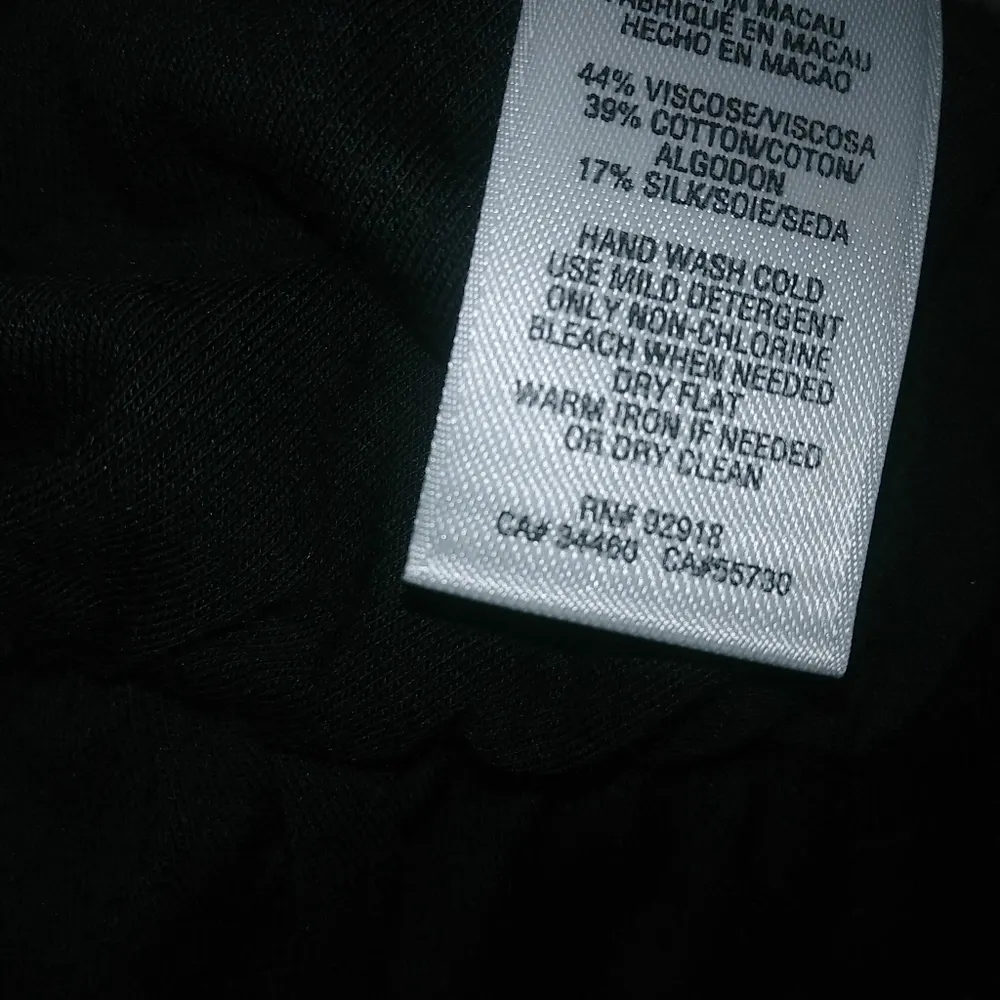 IN MACAU
FABRIQUÉ EN MACAU
HECHO EN MACAO
44% VISCOSE/VISCOSA
39% COTTON/COTON/
ALGODON
17% SILK/SOIE/SEDA
HAND WASH COLD
USE MILD DETERGENT
ONLY NON-CHLORINE
BLEACH WHEN NEEDED
DRY FLAT
WARM IRON IF NEEDED
OR DRY CLEAN
RN# 92918
CA# 34460 CA#55730